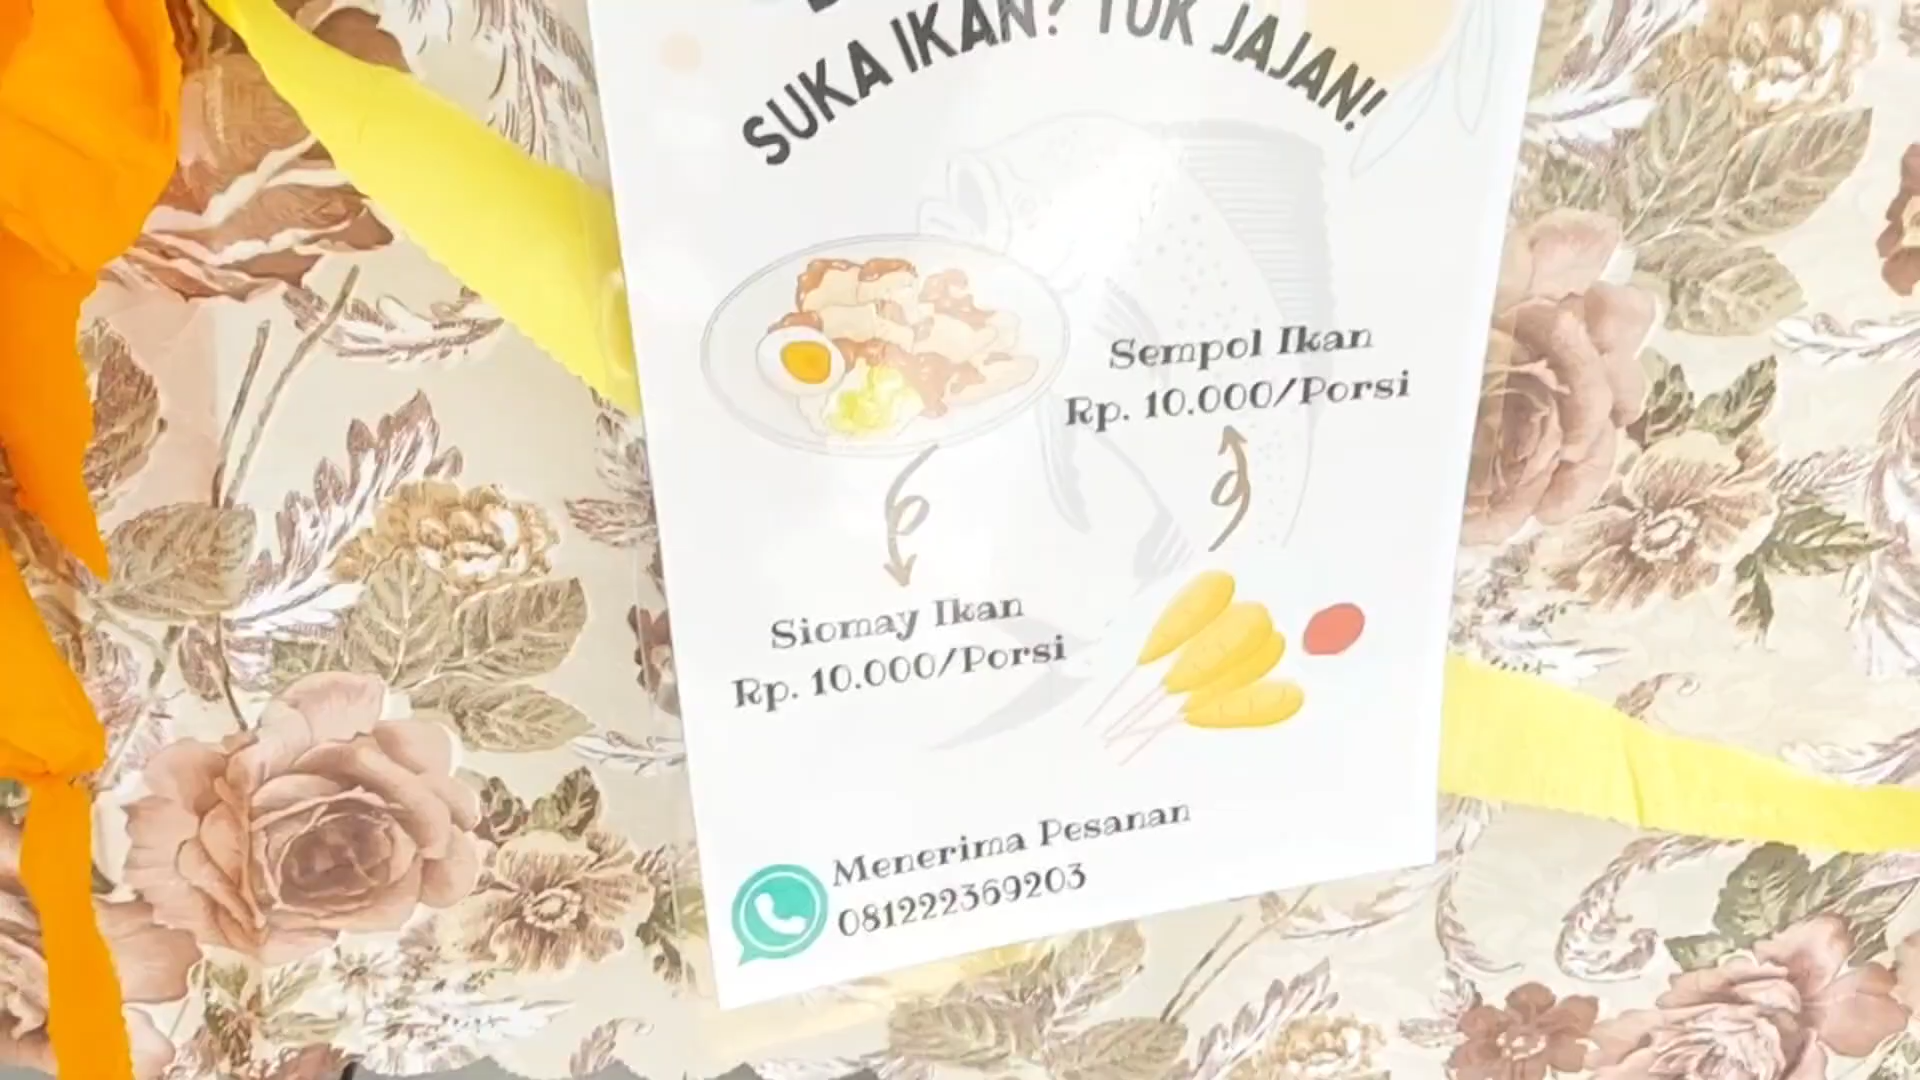 SUKA IKAN? YUK JAJAN!
Sempol Ikan
Rp. 10.000/Porsi
Siomay Ikan
Rp. 10.000/Porsi
Menerima Pesanan
081222369203